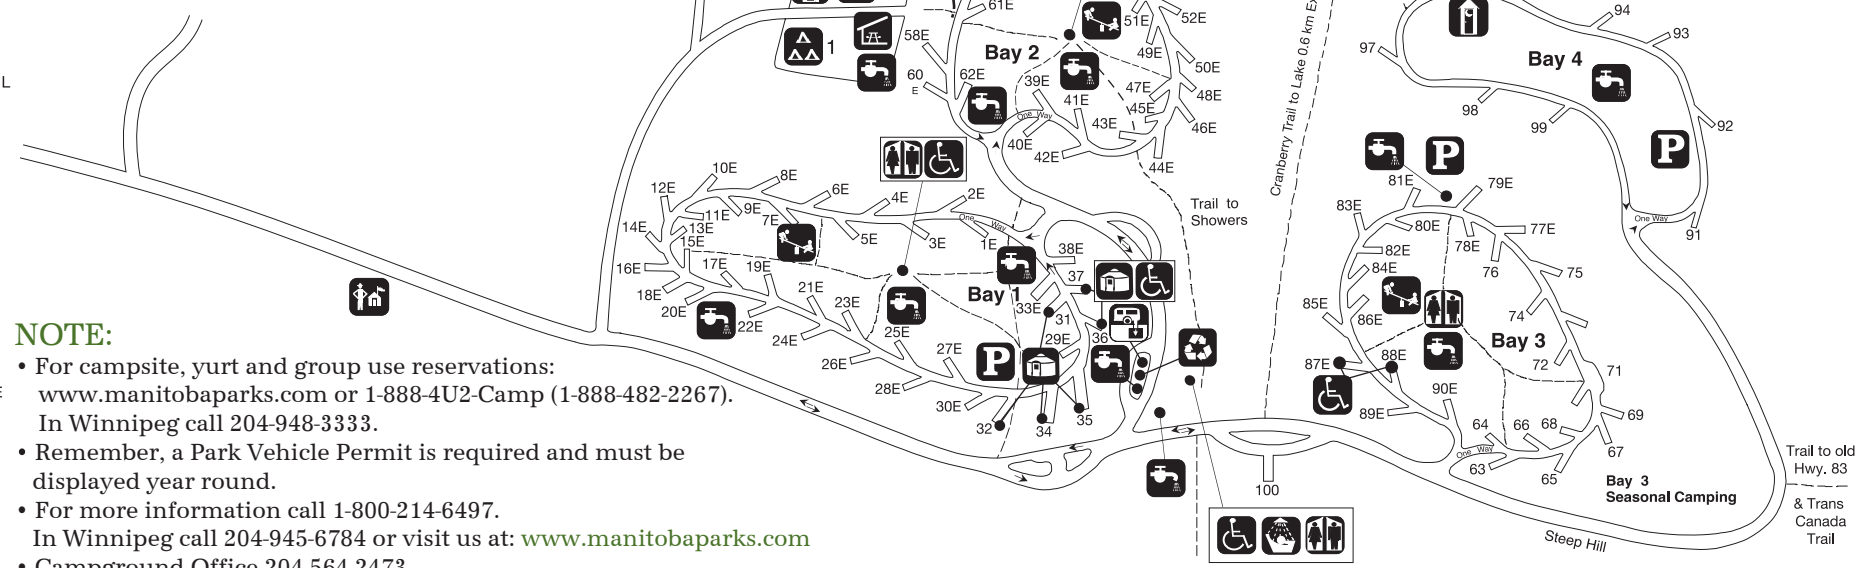 61E
51E
52E
94
58E
1
Bay 2
49E
93
97
Bay 4
60
E
62E
39E
50E
47E
48E
L
41E
45E
98
99
92
One Way
43E
46E
40E
42E
44E
Cranberry Trail to Lake 0.6 km
P
P
10E
8E
12E
6E
4E
2E
81E
79E
9E
11E
7E
Trail to
Showers
83E
One Way
14E
13E
5E
3E
One Way
1E
80E
77E
91
15E
38E
78E
82E
16E
17E
19E
37
84E
76
75
18E
21E
Bay 1
33E
85E
20E
22E
23E
31
86E
74
24E
25E
36
Bay 3
29E
26E
27E
P
87E
88E
72
71
28E
90E
30E
35
89E
69
32
34
64
66
68
67
One Way
63
65
100
Bay 3
Seasonal Camping
Trail to old
Hwy. 83
& Trans
Canada
Trail
Steep Hill
NOTE:
• For campsite, yurt and group use reservations:
www.manitobaparks.com or 1-888-4U2-Camp (1-888-482-2267).
In Winnipeg call 204-948-3333.
• Remember, a Park Vehicle Permit is required and must be
displayed year round.
• For more information call 1-800-214-6497.
In Winnipeg call 204-945-6784 or visit us at: www.manitobaparks.com
• Campground Office 204 564 2473